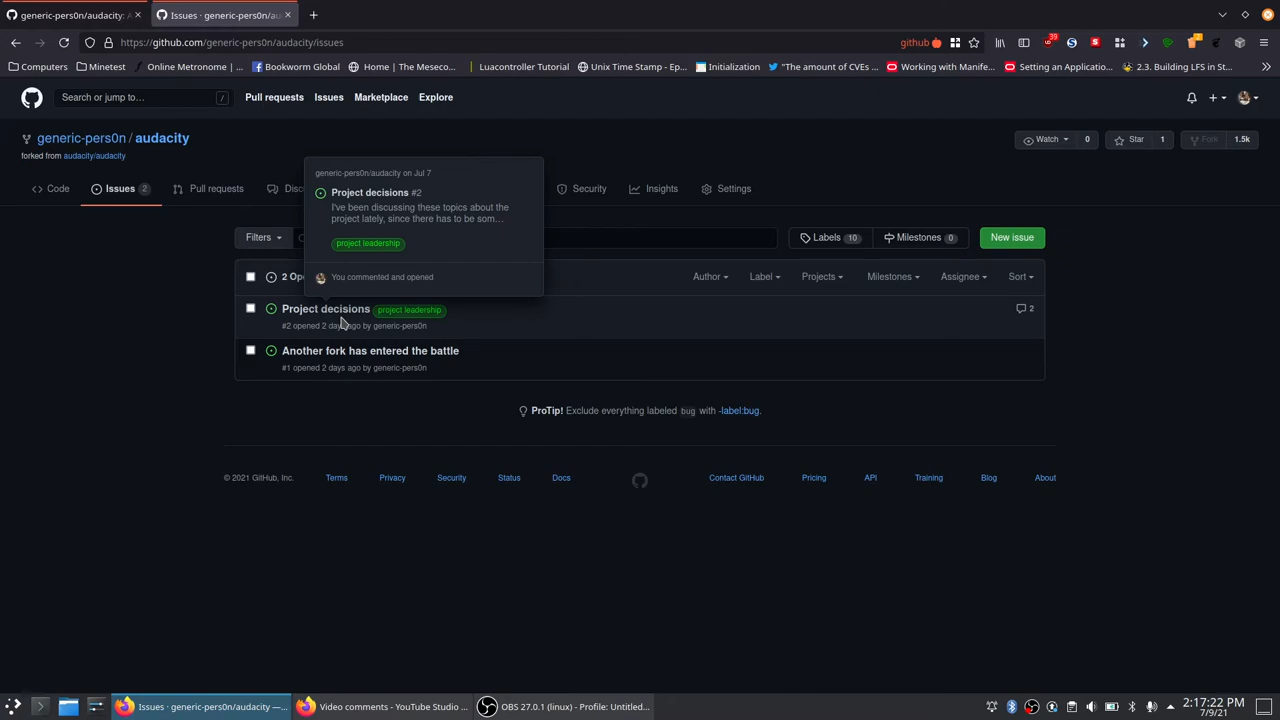 generic-pers0n/audacity: A
Issues · generic-pers0n/au
https://github.com/generic-pers0n/audacity/issues
github
39
Computers
Minetest
Online Metronome | ...
Bookworm Global
Home | The Meseco...
Luacontroller Tutorial
Unix Time Stamp - Ep...
Initialization
"The amount of CVEs ...
Working with Manife...
Setting an Application...
2.3. Building LFS in St...
Search or jump to...
/
Pull requests
Issues
Marketplace
Explore
generic-pers0n / audacity
forked from audacity/audacity
Watch 0
Star 1
Fork 1.5k
Code
Issues 2
Pull requests
Disc
Security
Insights
Settings
generic-pers0n/audacity on Jul 7
Project decisions #2
I've been discussing these topics about the
project lately, since there has to be som...
project leadership
You commented and opened
Filters
Labels 10
Milestones 0
New issue
2 Ope
Author
Label
Projects
Milestones
Assignee
Sort
Project decisions project leadership
2
#2 opened 2 days ago by generic-pers0n
Another fork has entered the battle
#1 opened 2 days ago by generic-pers0n
ProTip! Exclude everything labeled bug with -label:bug.
© 2021 GitHub, Inc.
Terms
Privacy
Security
Status
Docs
Contact GitHub
Pricing
API
Training
Blog
About
Issues · generic-pers0n/audacity —...
Video comments - YouTube Studio ...
OBS 27.0.1 (linux) - Profile: Untitled...
2:17:22 PM
7/9/21